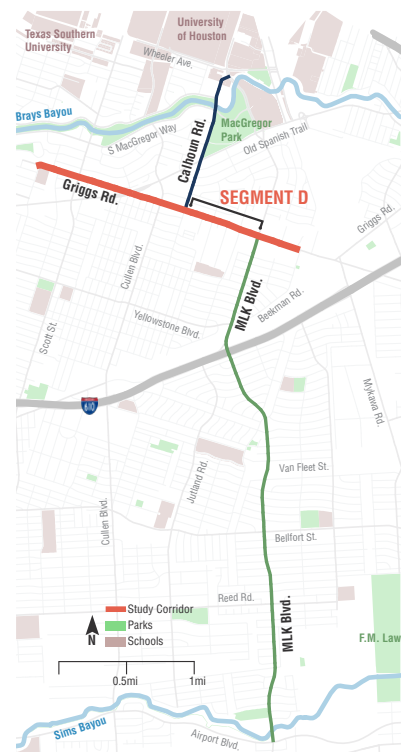 Texas Southern
University
University
of Houston
Wheeler Ave.
Brays Bayou
S MacGregor Way
MacGregor
Park
Old Spanish Trail
Calhoun Rd.
Griggs Rd.
SEGMENT D
Griggs Rd.
Cullen Blvd.
MLK Blvd.
Beekman Rd.
Scott St.
Yellowstone Blvd.
610
Mykawa Rd.
Jutland Rd.
Van Fleet St.
Cullen Blvd.
Bellfort St.
Reed Rd.
MLK Blvd.
F.M. Law
Study Corridor
Parks
Schools
N
0.5mi
1mi
Sims Bayou
Airport Blvd.